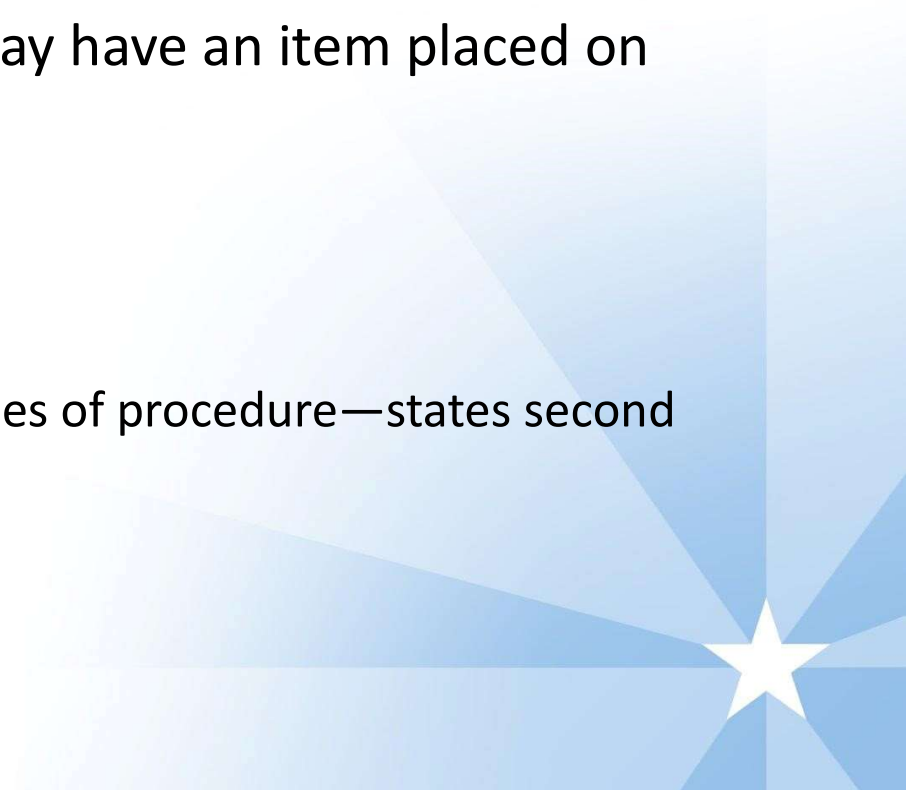 ay have an item placed on
es of procedure—states second